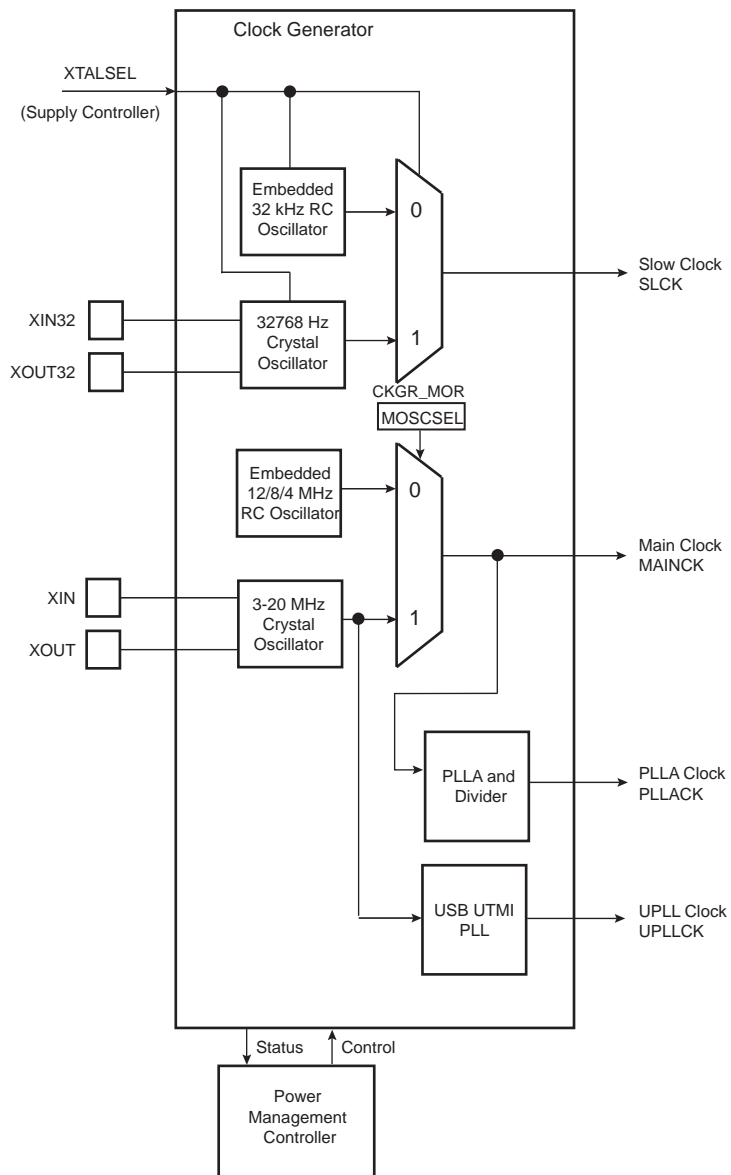 Clock Generator
XTALSEL
(Supply Controller)
Embedded
32 kHz RC
Oscillator
0
Slow Clock
SLCK
XIN32
XOUT32
32768 Hz
Crystal
Oscillator
1
CKGR_MOR
MOSCSEL
Embedded
12/8/4 MHz
RC Oscillator
0
Main Clock
MAINCK
XIN
XOUT
3-20 MHz
Crystal
Oscillator
1
PLLA and
Divider
PLLA Clock
PLLACK
USB UTMI
PLL
UPLL Clock
UPLLCK
Status
Control
Power
Management
Controller